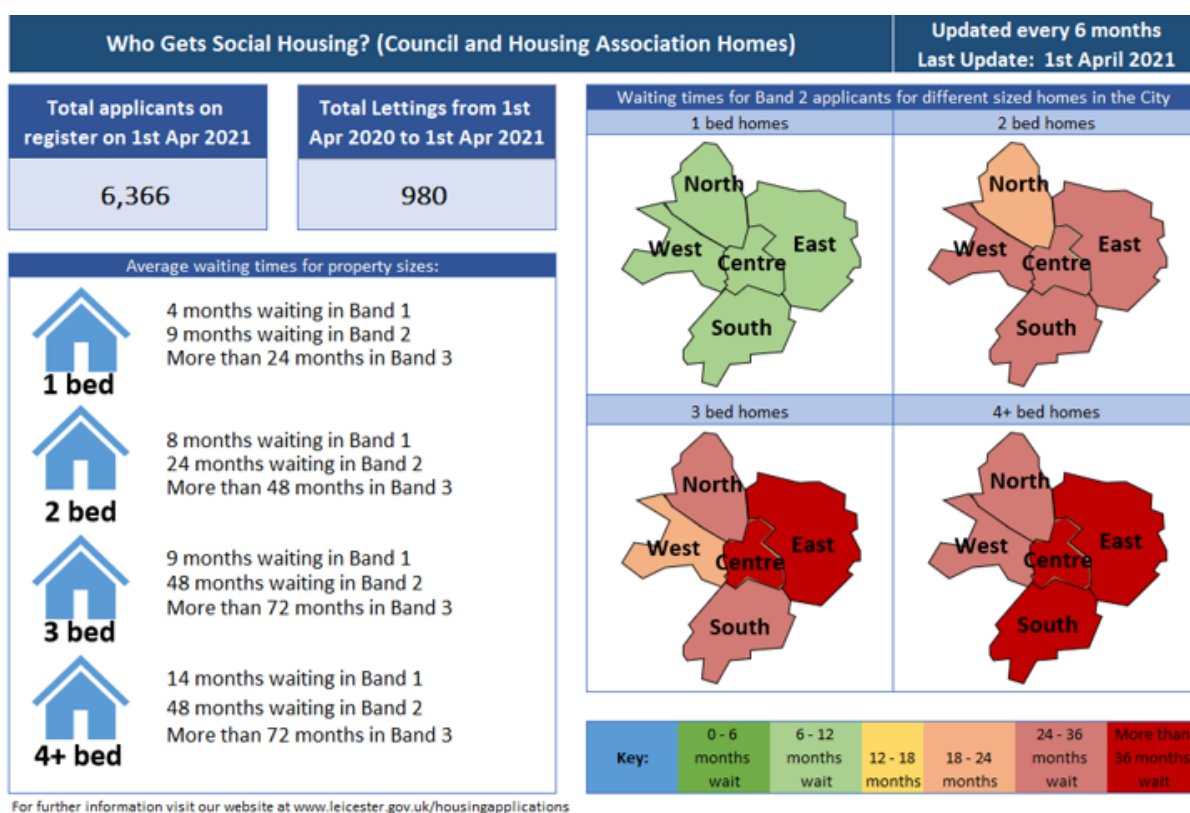 Who Gets Social Housing? (Council and Housing Association Homes)
Updated every 6 months
Last Update: 1st April 2021
Total applicants on
register on 1st Apr 2021
6,366
Total Lettings from 1st
Apr 2020 to 1st Apr 2021
980
Average waiting times for property sizes:
4 months waiting in Band 1
9 months waiting in Band 2
More than 24 months in Band 3
1 bed
8 months waiting in Band 1
24 months waiting in Band 2
More than 48 months in Band 3
2 bed
9 months waiting in Band 1
48 months waiting in Band 2
More than 72 months in Band 3
3 bed
14 months waiting in Band 1
48 months waiting in Band 2
More than 72 months in Band 3
4+ bed
For further information visit our website at www.leicester.gov.uk/housingapplications
Waiting times for Band 2 applicants for different sized homes in the City
1 bed homes
North
West
Centre
East
South
2 bed homes
North
West
Centre
East
South
3 bed homes
North
West
Centre
East
South
4+ bed homes
North
West
Centre
East
South
Key:
0 - 6
months
wait
6 - 12
months
wait
12 - 18
months
18 - 24
months
24 - 36
months
wait
More than
36 months
wait